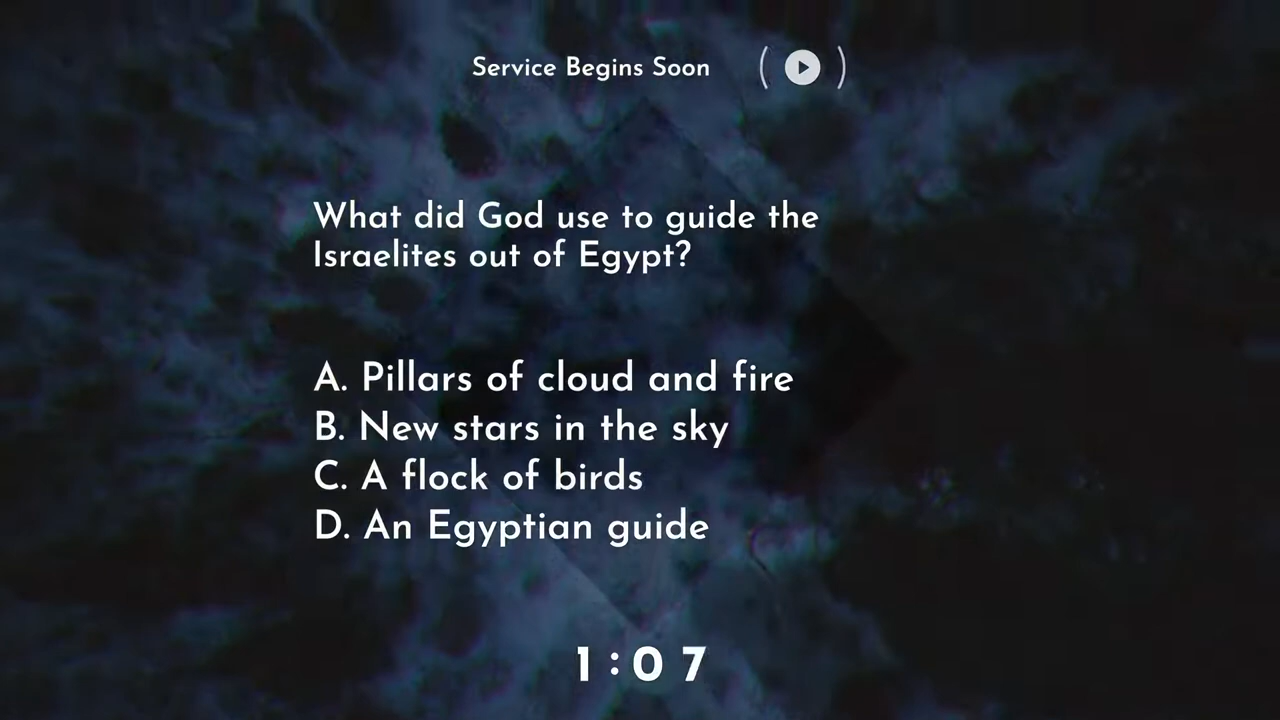 Service Begins Soon
What did God use to guide the
Israelites out of Egypt?
A. Pillars of cloud and fire
B. New stars in the sky
C. A flock of birds
D. An Egyptian guide
1:07